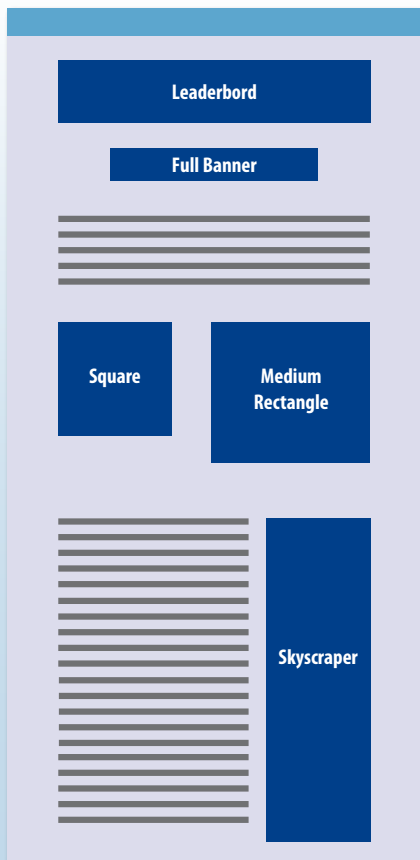 Leaderbord
Full Banner
Square
Medium
Rectangle
Skyscraper